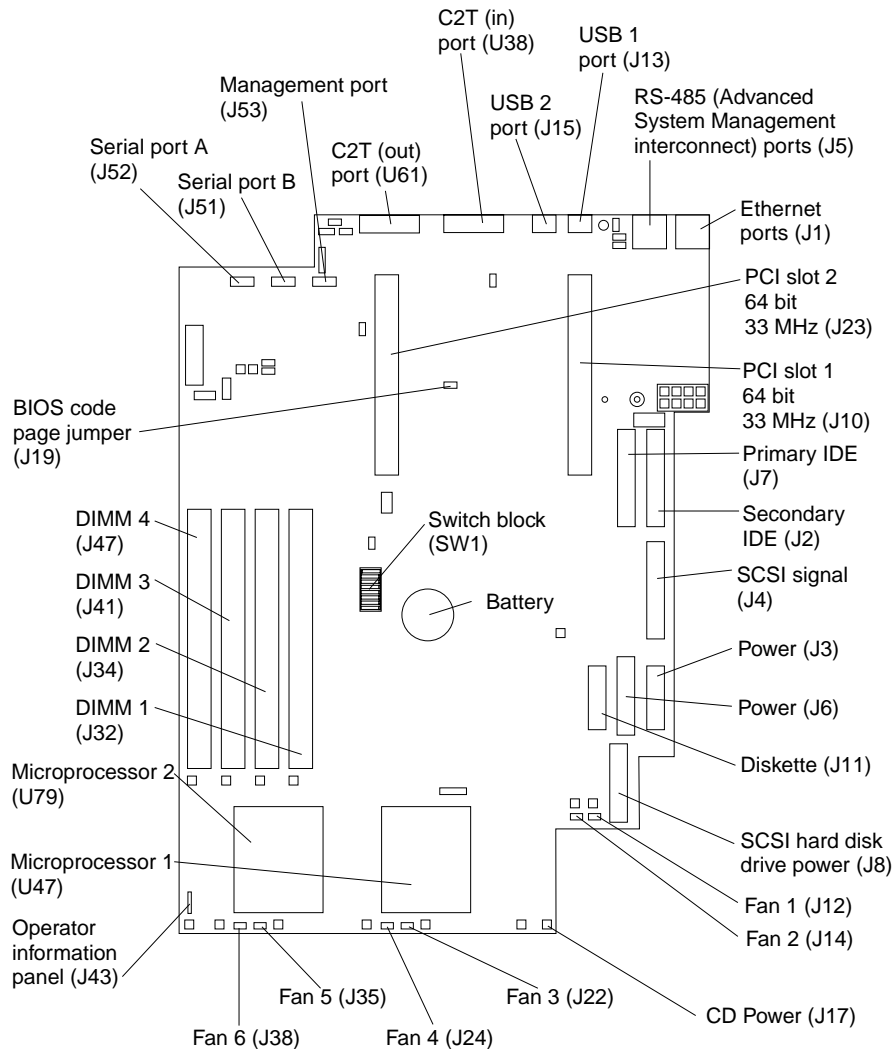 C2T (in)
port (U38)
USB 1
port (J13)
Management port
(J53)
USB 2
port (J15)
RS-485 (Advanced
System Management
interconnect) ports (J5)
Serial port A
(J52)
C2T (out)
port (U61)
Serial port B
(J51)
Ethernet
ports (J1)
PCI slot 2
64 bit
33 MHz (J23)
PCI slot 1
64 bit
33 MHz (J10)
BIOS code
page jumper
(J19)
Primary IDE
(J7)
DIMM 4
(J47)
Switch block
(SW1)
Secondary
IDE (J2)
DIMM 3
(J41)
SCSI signal
(J4)
Battery
DIMM 2
(J34)
Power (J3)
DIMM 1
(J32)
Power (J6)
Diskette (J11)
Microprocessor 2
(U79)
SCSI hard disk
drive power (J8)
Microprocessor 1
(U47)
Fan 1 (J12)
Fan 2 (J14)
Operator
information
panel (J43)
Fan 5 (J35)
Fan 3 (J22)
CD Power (J17)
Fan 6 (J38)
Fan 4 (J24)